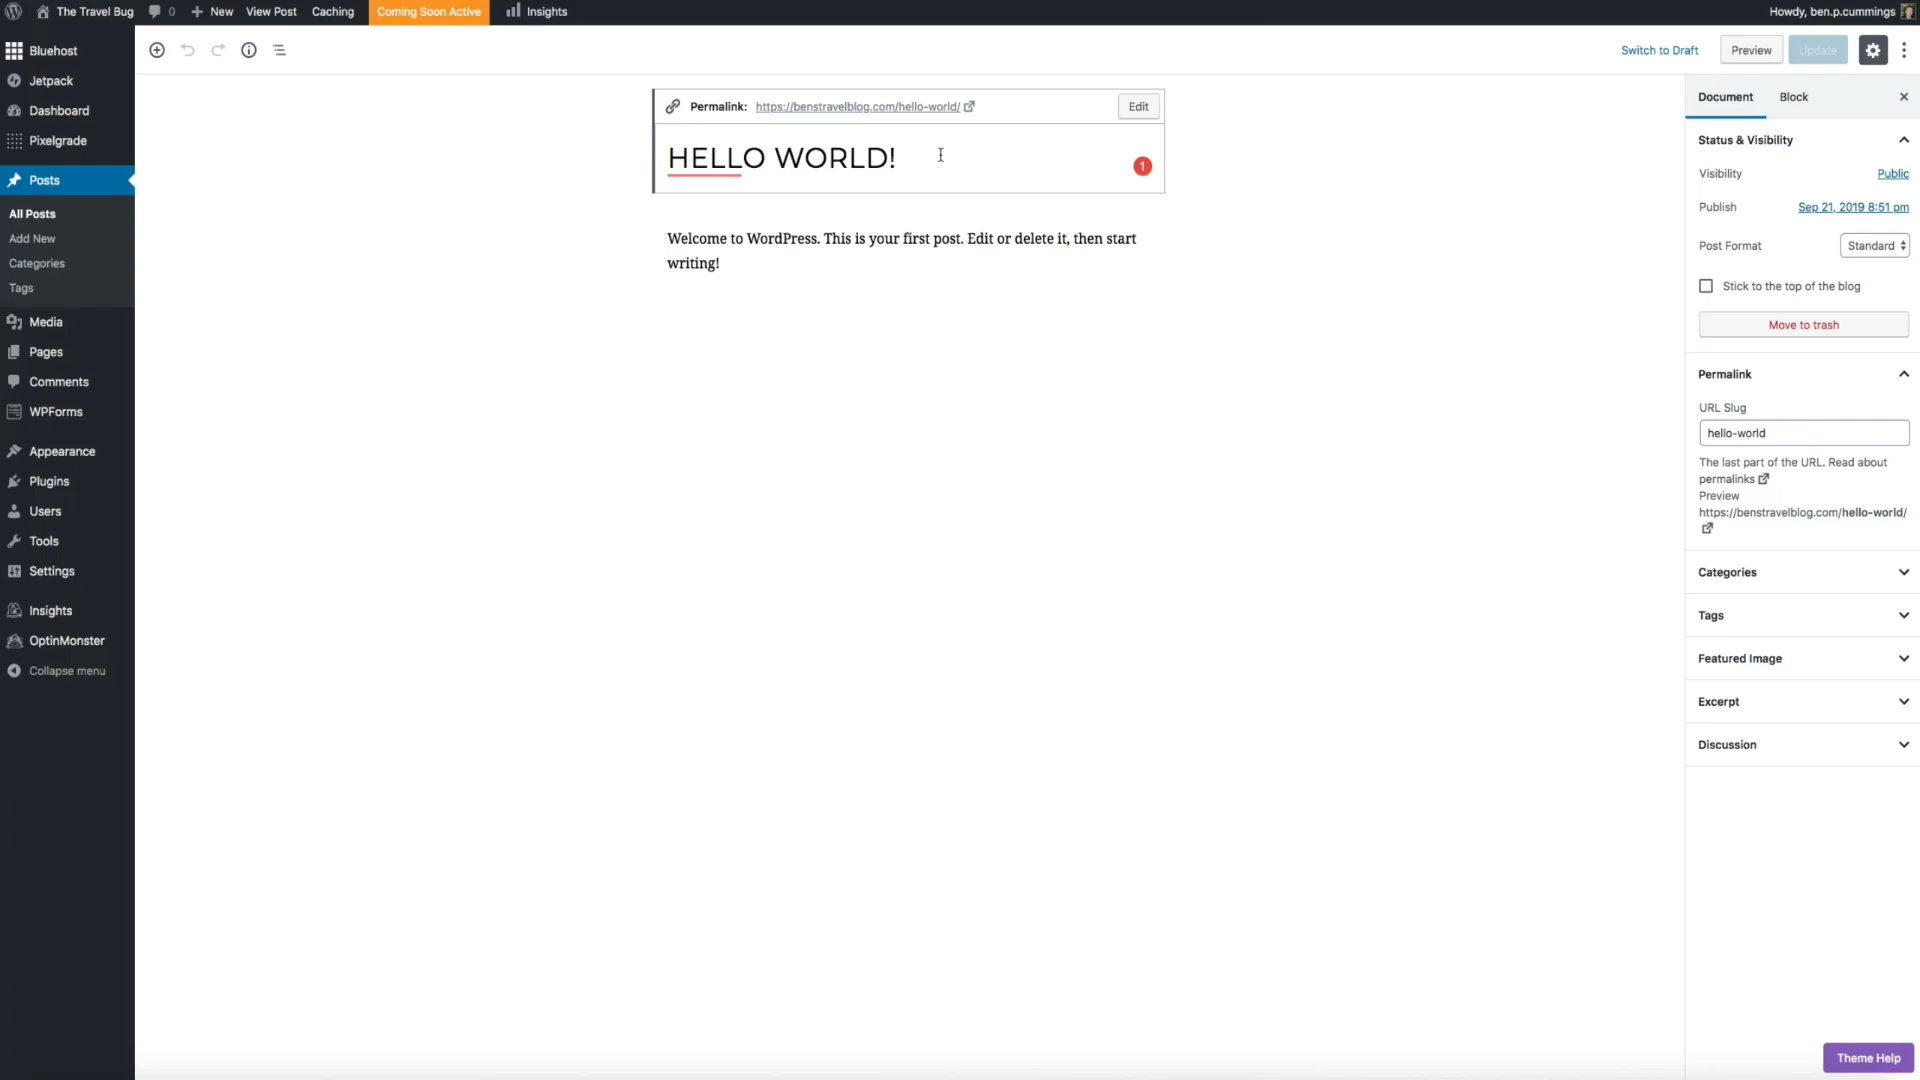 The Travel Bug 0 New View Post Caching Coming Soon Active Insights Howdy, ben.p.cummings
Bluehost
Jetpack
Dashboard
Pixelgrade
Posts
All Posts
Add New
Categories
Tags
Media
Pages
Comments
WPForms
Appearance
Plugins
Users
Tools
Settings
Insights
OptinMonster
Collapse menu
Switch to Draft Preview Update
Permalink: https://benstravelblog.com/hello-world/ Edit
HELLO WORLD!
1
Welcome to WordPress. This is your first post. Edit or delete it, then start
writing!
Document Block
Status & Visibility
Visibility Public
Publish Sep 21, 2019 8:51 pm
Post Format Standard
Stick to the top of the blog
Move to trash
Permalink
URL Slug
hello-world
The last part of the URL. Read about
permalinks
Preview
https://benstravelblog.com/hello-world/
Categories
Tags
Featured Image
Excerpt
Discussion
Theme Help